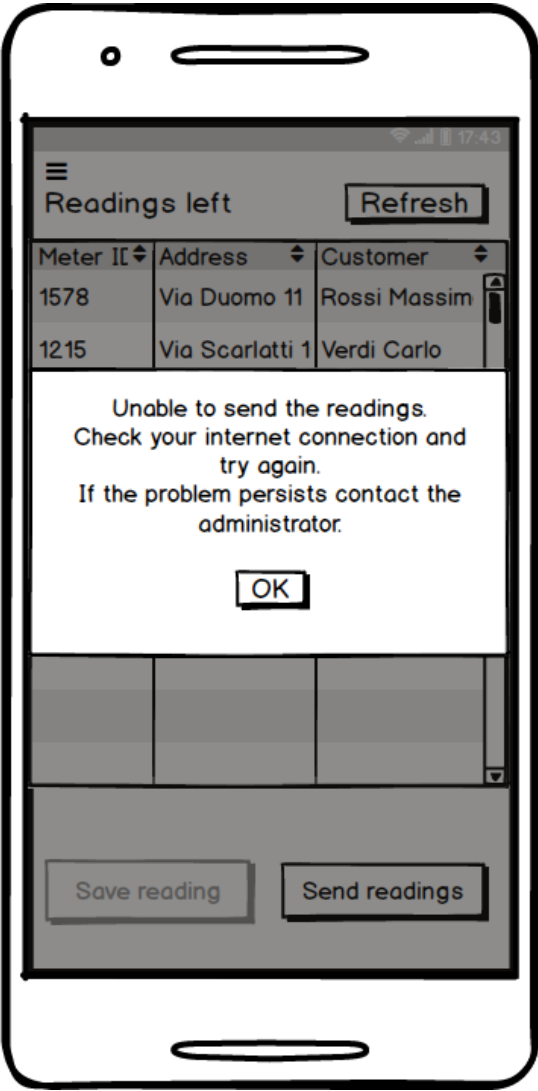 17:43
Readings left
Refresh
Meter I
Address
Customer
1578
Via Duomo 11
Rossi Massim
1215
Via Scarlatti 1
Verdi Carlo
Unable to send the readings.
Check your internet connection and
try again.
If the problem persists contact the
administrator.
OK
Save reading
Send readings